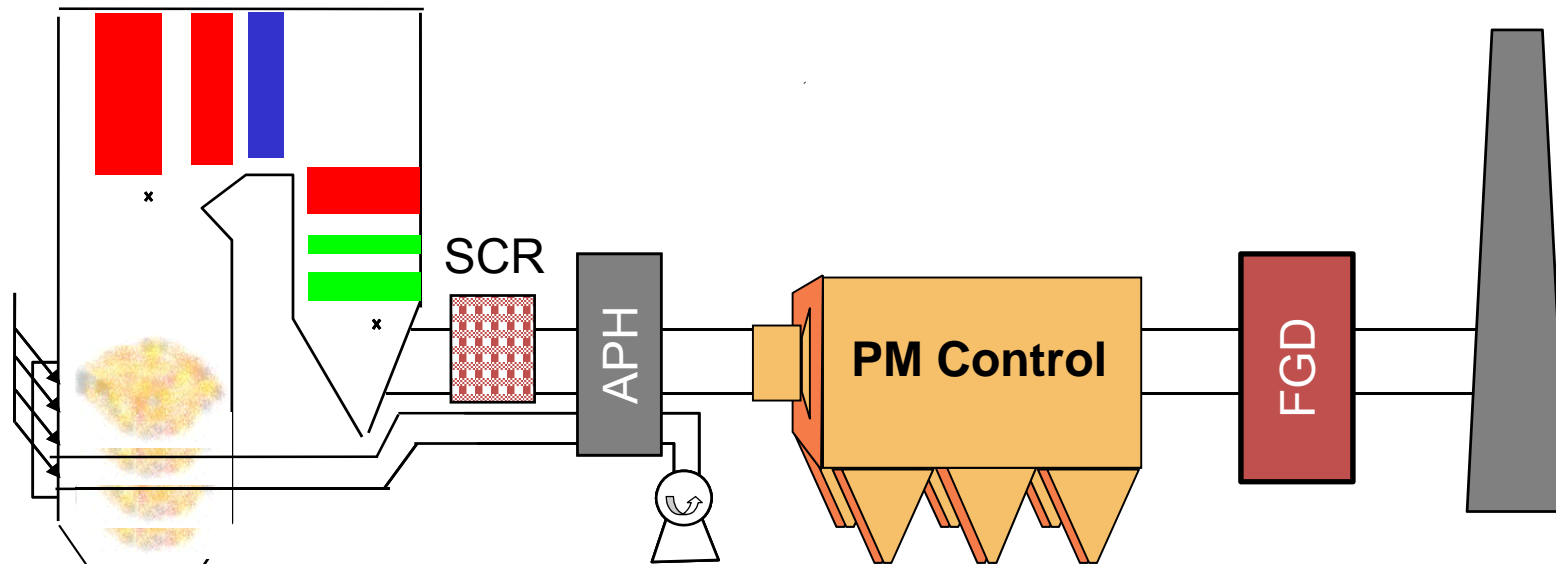 SCR
APH
PM Control
FGD
x
x